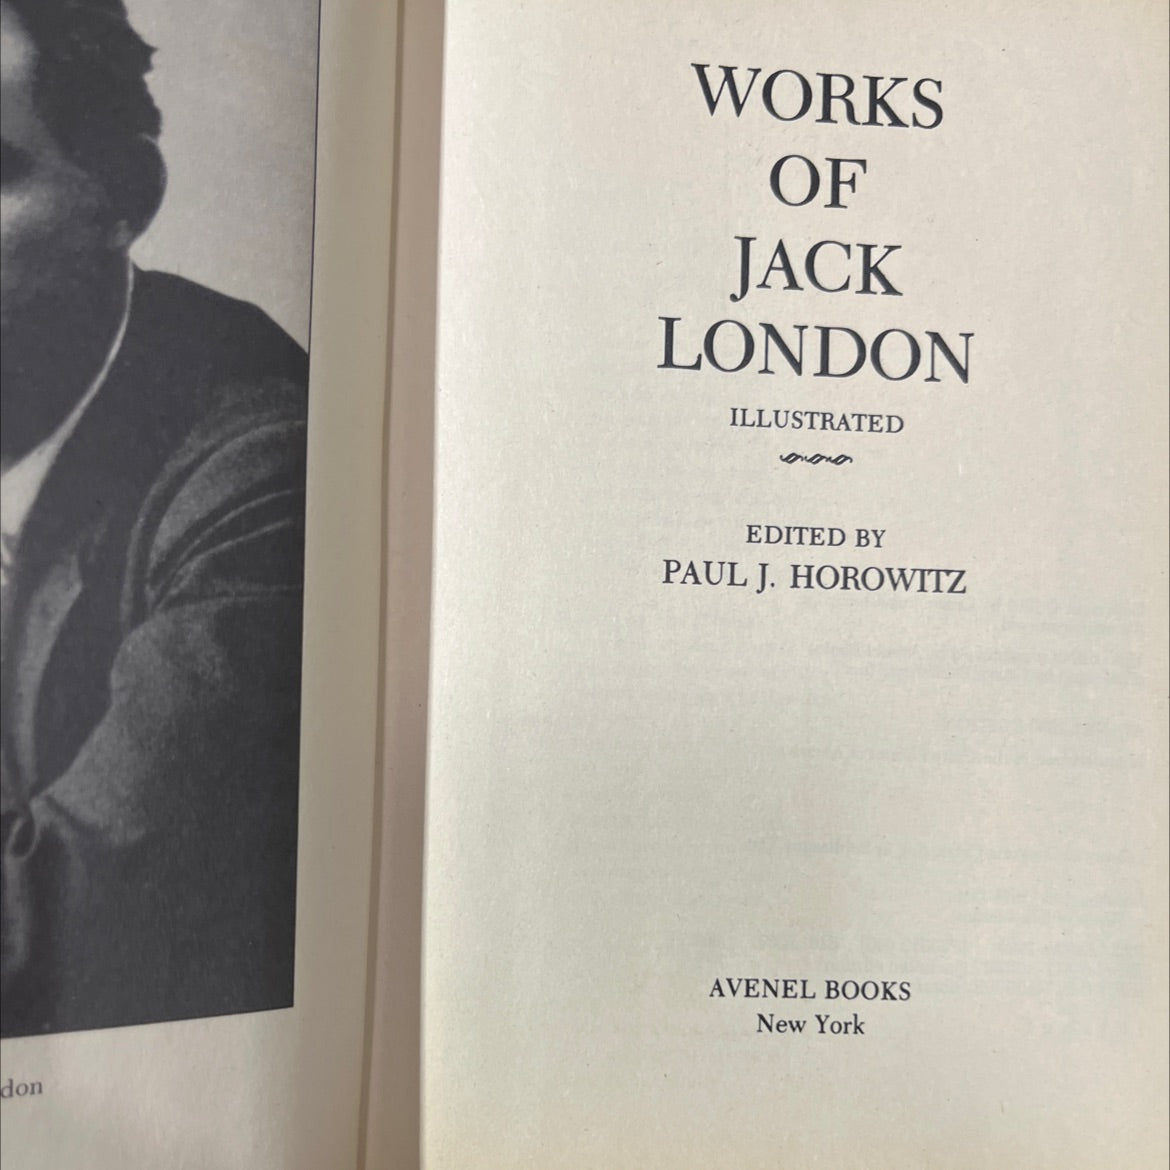 WORKS
OF
JACK
LONDON
ILLUSTRATED
EDITED BY
PAUL J. HOROWITZ
AVENEL BOOKS
New York
don